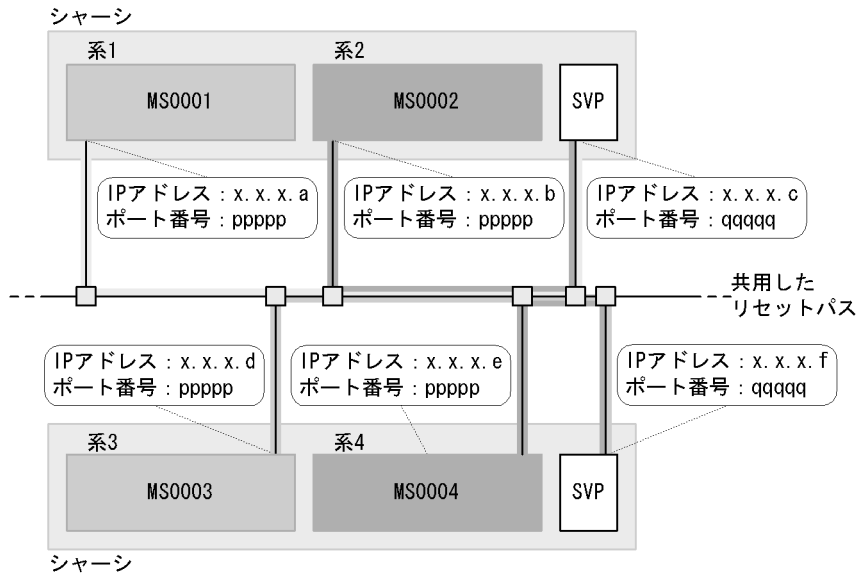 シャーシ
系1
系2
MS0001
MS0002
SVP
IPアドレス：x.x.x.a
ポート番号：ppppp
IPアドレス：x.x.x.b
ポート番号：ppppp
IPアドレス：x.x.x.c
ポート番号：qqqqq
共用した
リセットパス
IPアドレス：x.x.x.d
ポート番号：ppppp
IPアドレス：x.x.x.e
ポート番号：ppppp
IPアドレス：x.x.x.f
ポート番号：qqqqq
系3
系4
MS0003
MS0004
SVP
シャーシ